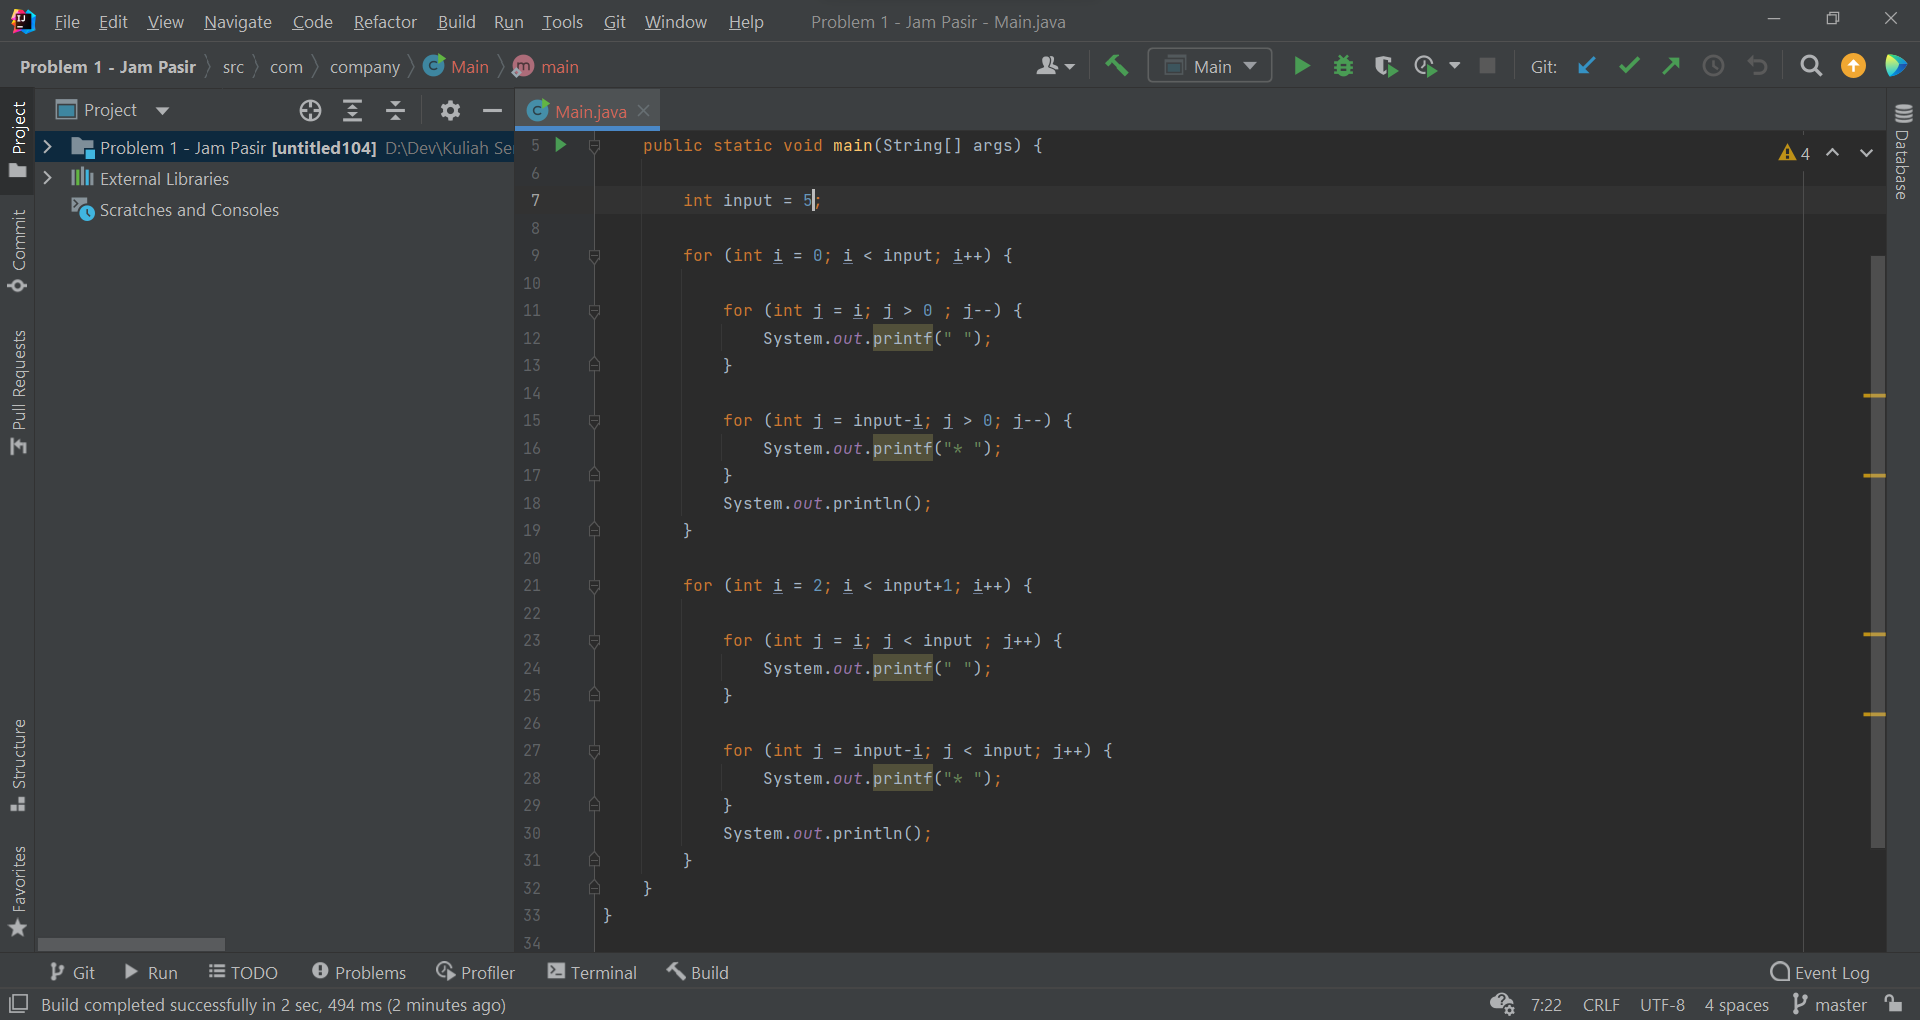 File Edit View Navigate Code Refactor Build Run Tools Git Window Help Problem 1 - Jam Pasir - Main.java
Problem 1 - Jam Pasir src com company Main main Main Git:
Project
Main.java
Problem 1 - Jam Pasir [untitled104] D:\Dev\Kuliah Se
External Libraries
Scratches and Consoles
Project
Commit
Pull Requests
Structure
Favorites
5 public static void main(String[] args) {
6
7 int input = 5;
8
9 for (int i = 0; i < input; i++) {
10
11 for (int j = i; j > 0 ; j--) {
12 System.out.printf(" ");
13 }
14
15 for (int j = input-i; j > 0; j--) {
16 System.out.printf("* ");
17 }
18 System.out.println();
19 }
20
21 for (int i = 2; i < input+1; i++) {
22
23 for (int j = i; j < input ; j++) {
24 System.out.printf(" ");
25 }
26
27 for (int j = input-i; j < input; j++) {
28 System.out.printf("* ");
29 }
30 System.out.println();
31 }
32 }
33 }
34
4
Database
Git Run TODO Problems Profiler Terminal Build Event Log
Build completed successfully in 2 sec, 494 ms (2 minutes ago) 7:22 CRLF UTF-8 4 spaces master